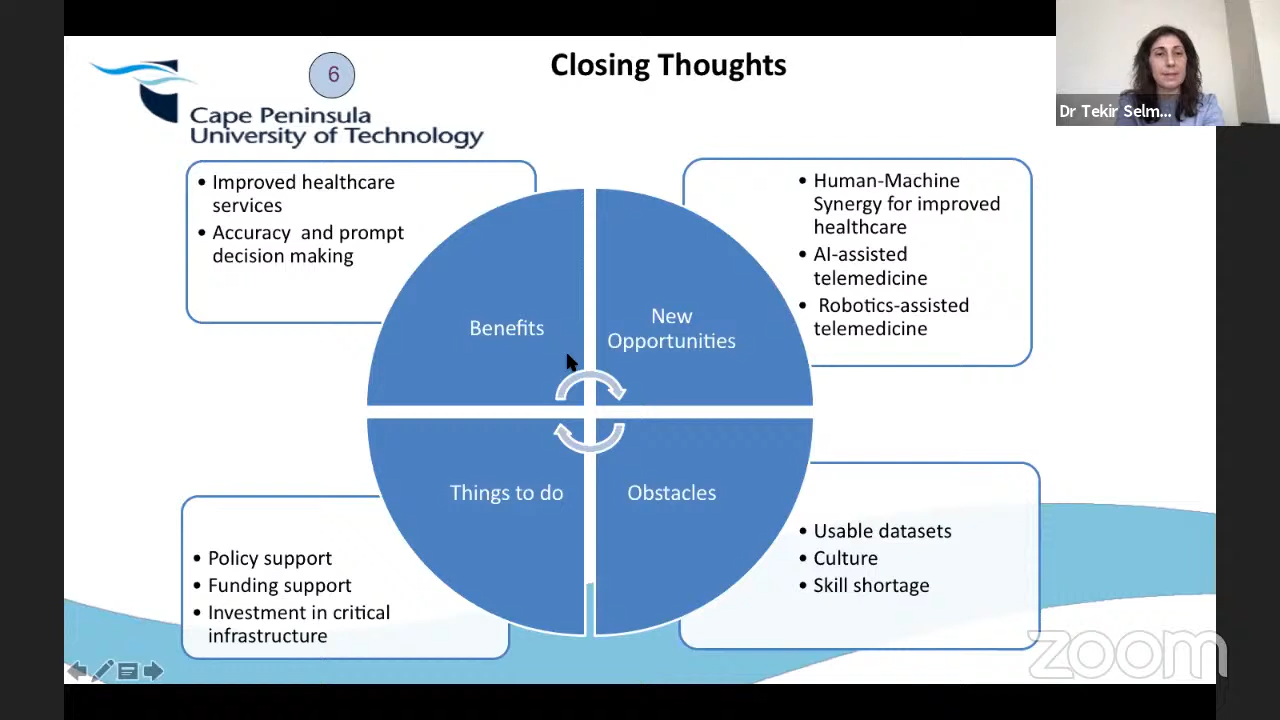 6
Closing Thoughts
Dr Tekir Selm...
Cape Peninsula
University of Technology
• Improved healthcare
services
• Accuracy and prompt
decision making
• Human-Machine
Synergy for improved
healthcare
• AI-assisted
telemedicine
• Robotics-assisted
telemedicine
Benefits
New
Opportunities
Things to do
Obstacles
• Policy support
• Funding support
• Investment in critical
infrastructure
• Usable datasets
• Culture
• Skill shortage
zoom